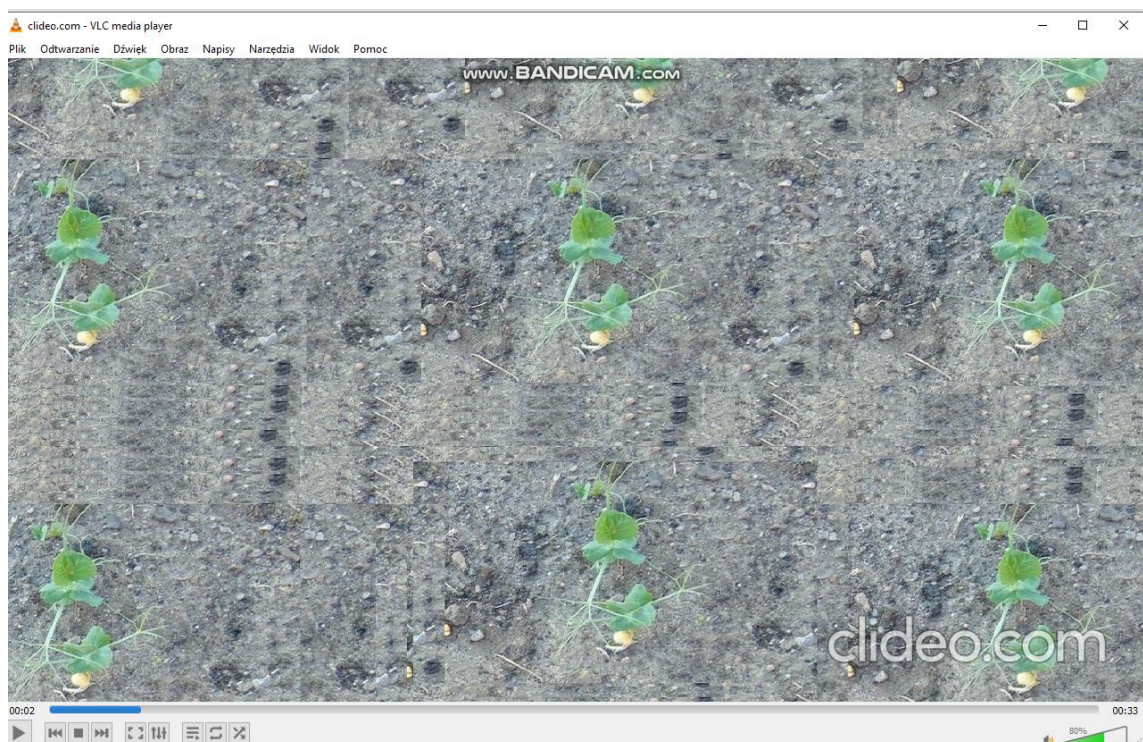 clideo.com - VLC media player
Plik Odtwarzanie Dźwięk Obraz Napisy Narzędzia Widok Pomoc
www.BANDICAM.com
clideo.com
00:02 00:33
80%